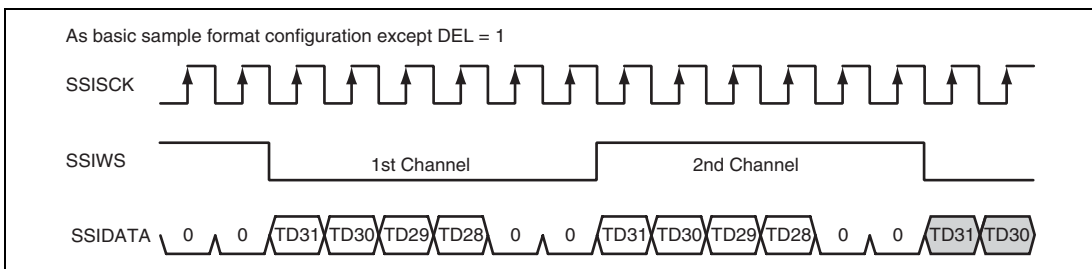 As basic sample format configuration except DEL = 1
SSISCK
SSIWS 1st Channel 2nd Channel
SSIDATA 0 0 TD31 TD30 TD29 TD28 0 0 TD31 TD30 TD29 TD28 0 0 TD31 TD30